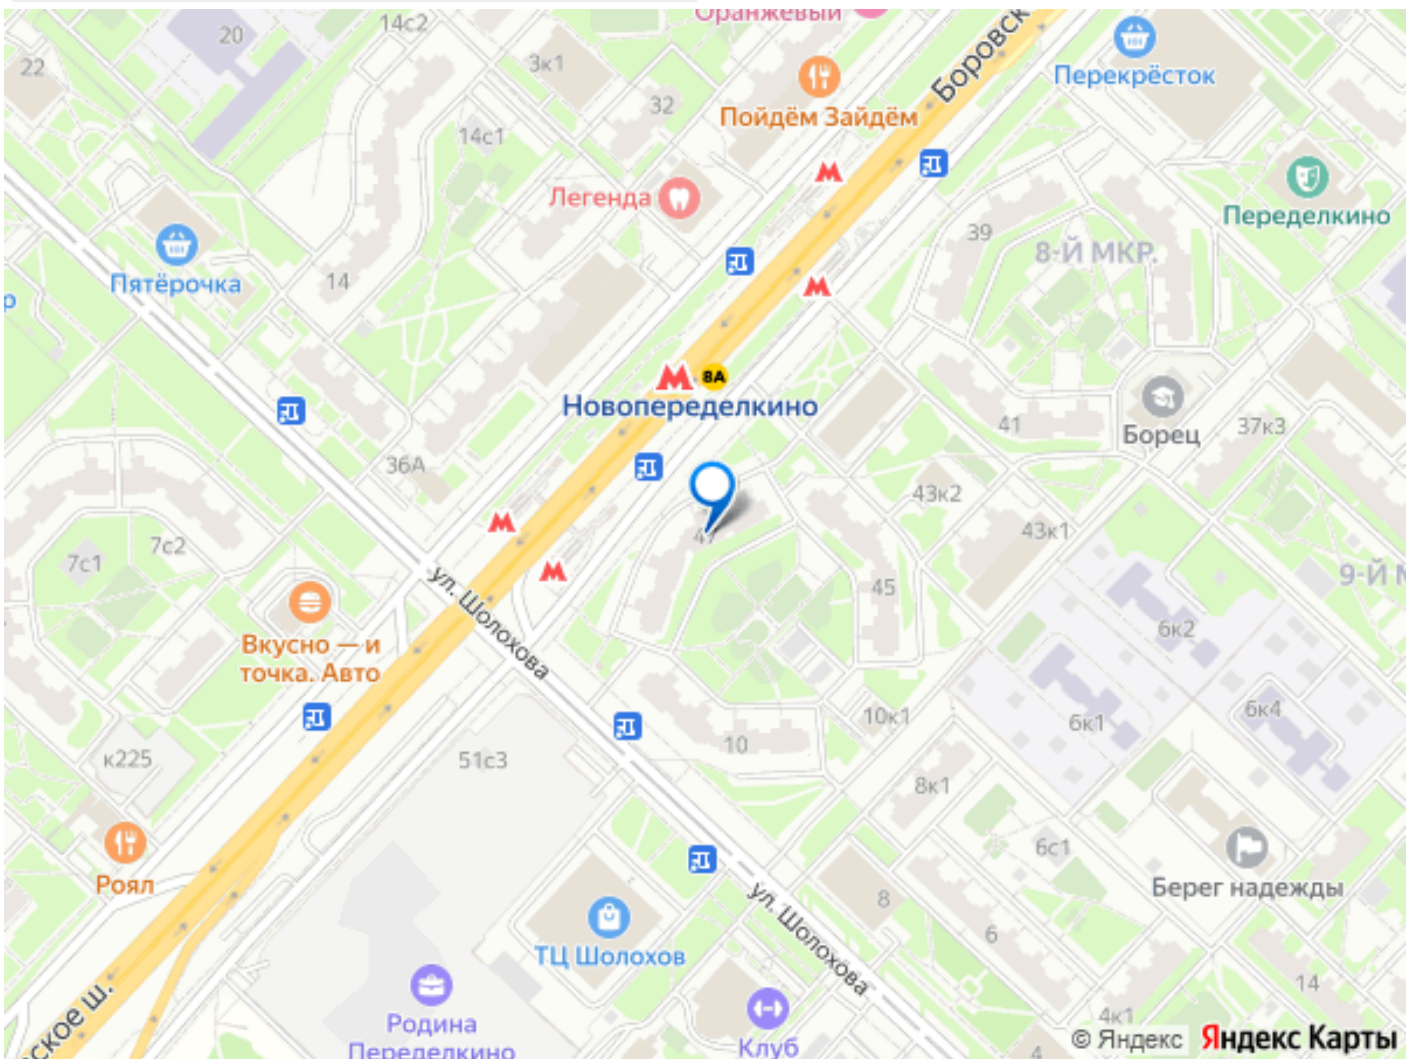 Оранжевый
14с2
20
22
3к1
Боровск
Перекрёсток
32
Пойдём Зайдём
14с1
Легенда
Переделкино
39
8-Й МКР.
Пятёрочка
14
р
8А
Новопеределкино
41
Борец
37к3
36А
43к2
43к1
7с2
7с1
47
45
9-Й М
ул. Шолохова
Вкусно — и
точка. Авто
6к2
10к1
6к1
6к4
10
к225
51с3
8к1
6с1
Роял
Берег надежды
8
ул. Шолохова
6
ТЦ Шолохов
14
ское ш.
Родина
Переделкино
Клуб
4к1
4
© Яндекс Яндекс Карты